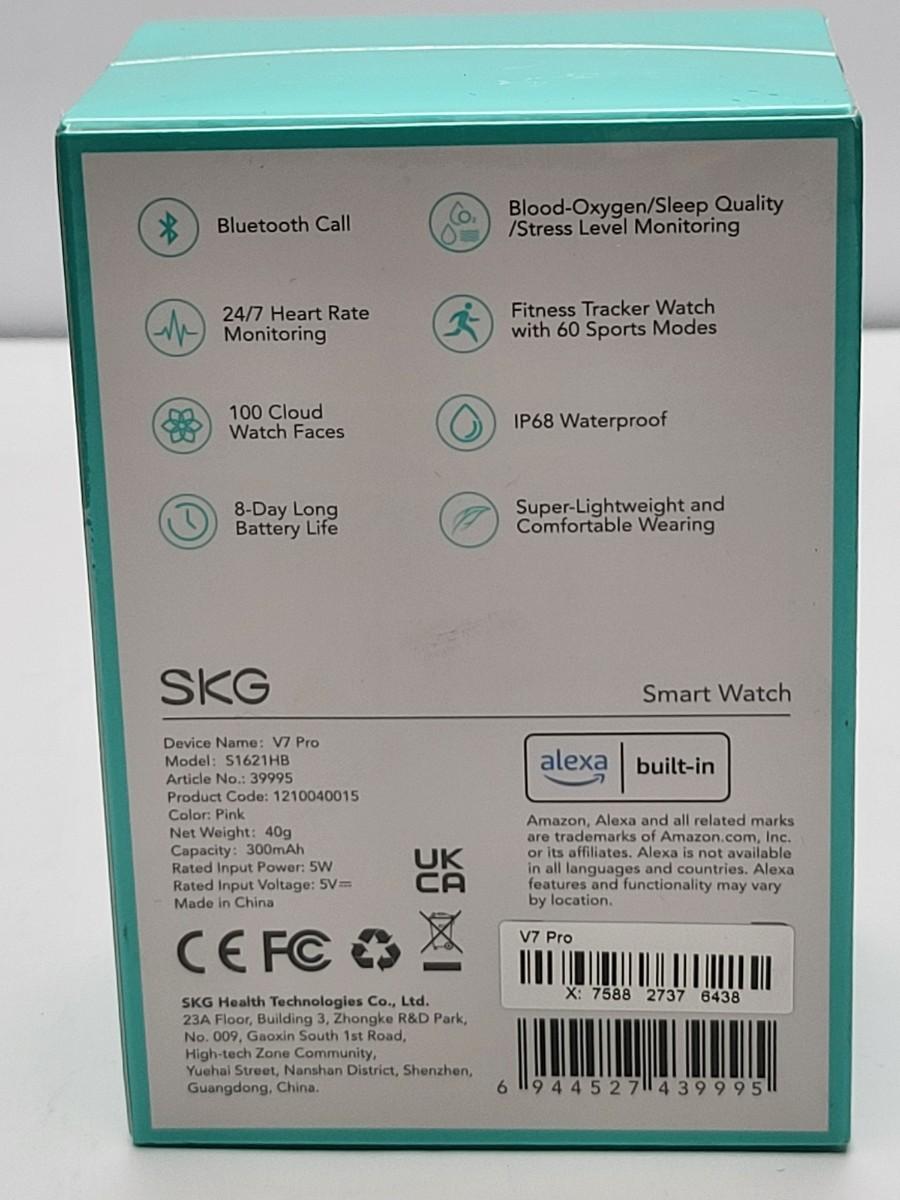 Bluetooth Call
Blood-Oxygen/Sleep Quality
/Stress Level Monitoring
24/7 Heart Rate
Monitoring
Fitness Tracker Watch
with 60 Sports Modes
100 Cloud
Watch Faces
IP68 Waterproof
8-Day Long
Battery Life
Super-Lightweight and
Comfortable Wearing
SKG
Smart Watch
Device Name: V7 Pro
Model: S1621HB
Article No.: 39995
Product Code: 1210040015
Color: Pink
Net Weight: 40g
Capacity: 300mAh
Rated Input Power: 5W
Rated Input Voltage: 5V⎓
Made in China
UK
CA
CE FC
SKG Health Technologies Co., Ltd.
23A Floor, Building 3, Zhongke R&D Park,
No. 009, Gaoxin South 1st Road,
High-tech Zone Community,
Yuehai Street, Nanshan District, Shenzhen,
Guangdong, China.
alexa | built-in
Amazon, Alexa and all related marks
are trademarks of Amazon.com, Inc.
or its affiliates. Alexa is not available
in all languages and countries. Alexa
features and functionality may vary
by location.
V7 Pro
X: 7588 2737 6438
6 944527 439995